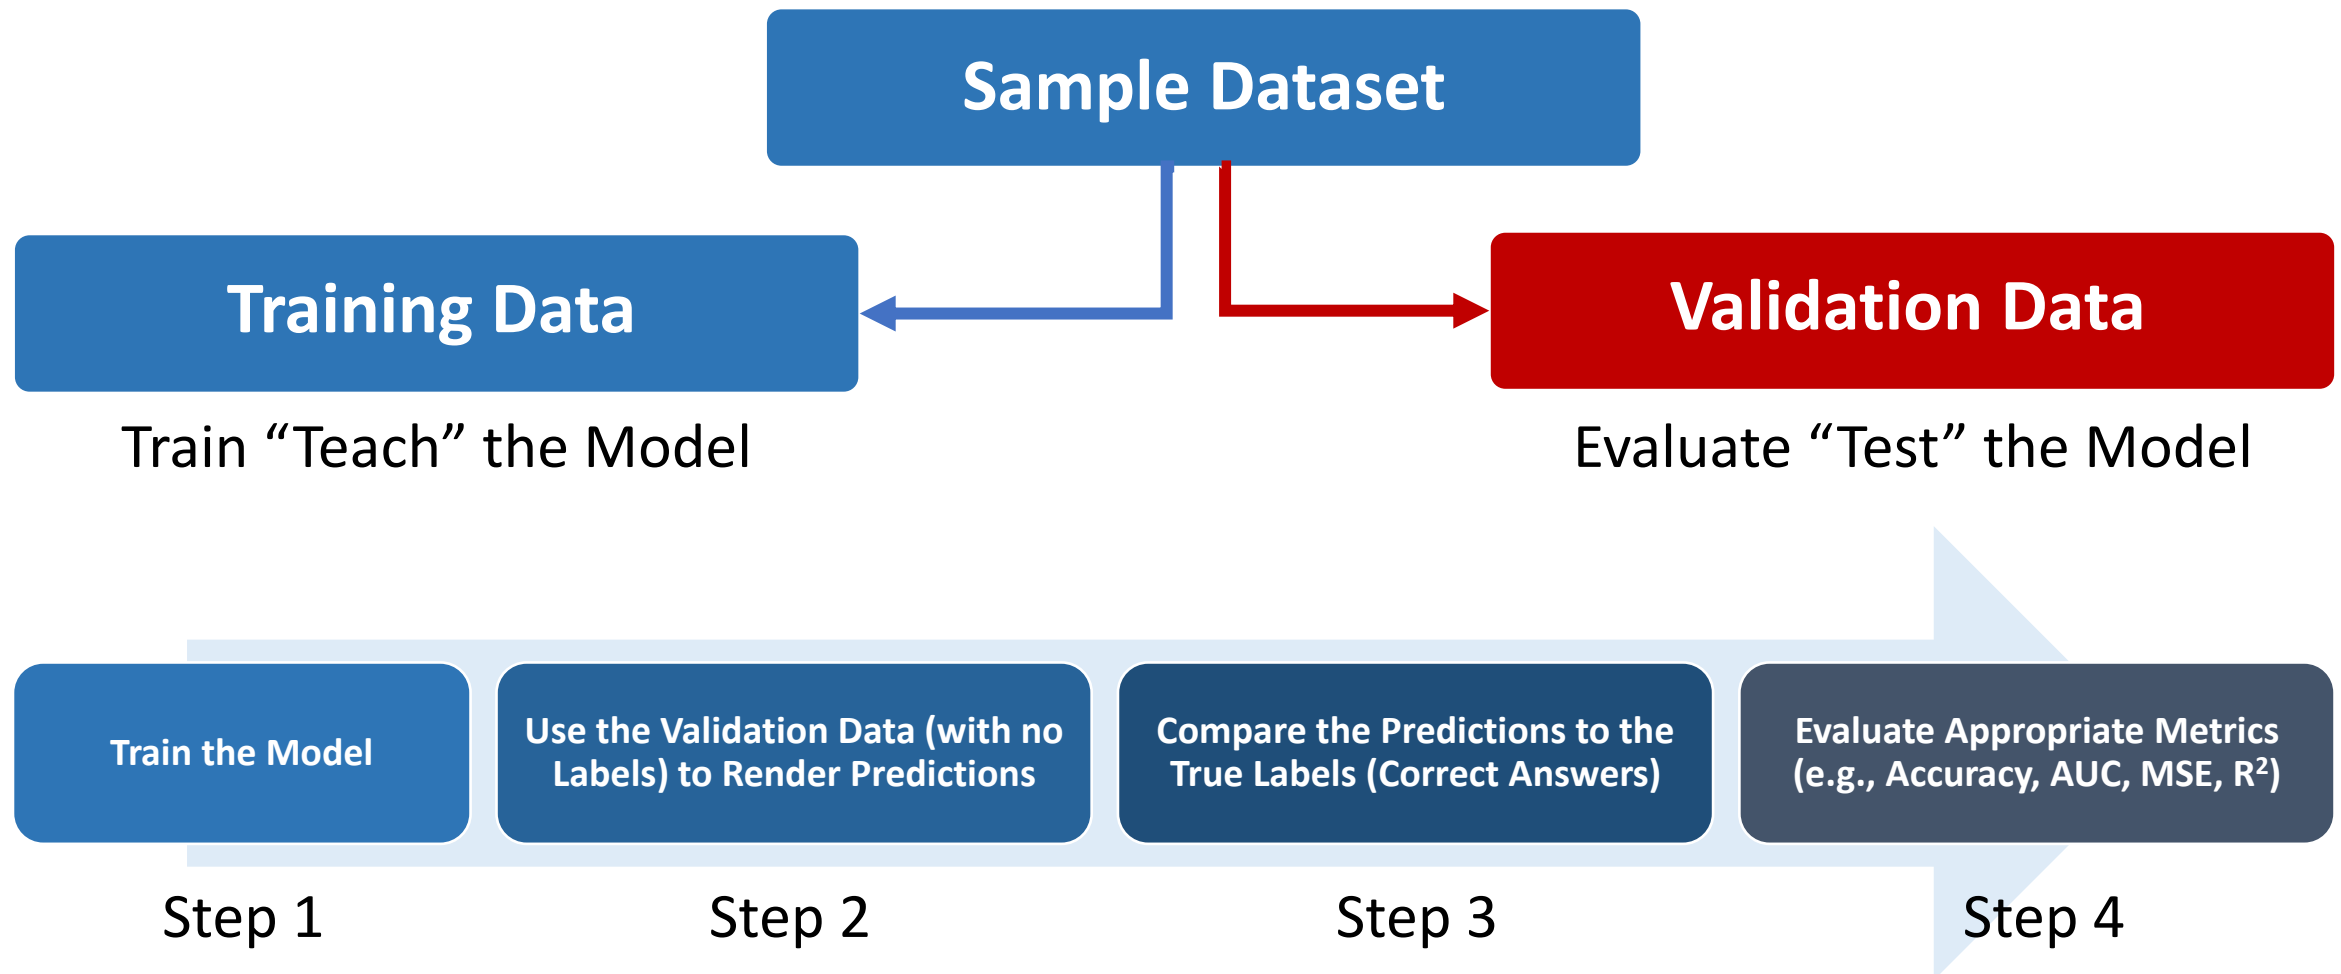 Sample Dataset
Training Data
Validation Data
Train “Teach” the Model
Evaluate “Test” the Model
Train the Model
Use the Validation Data (with no
Labels) to Render Predictions
Compare the Predictions to the
True Labels (Correct Answers)
Evaluate Appropriate Metrics
(e.g., Accuracy, AUC, MSE, R²)
Step 1
Step 2
Step 3
Step 4